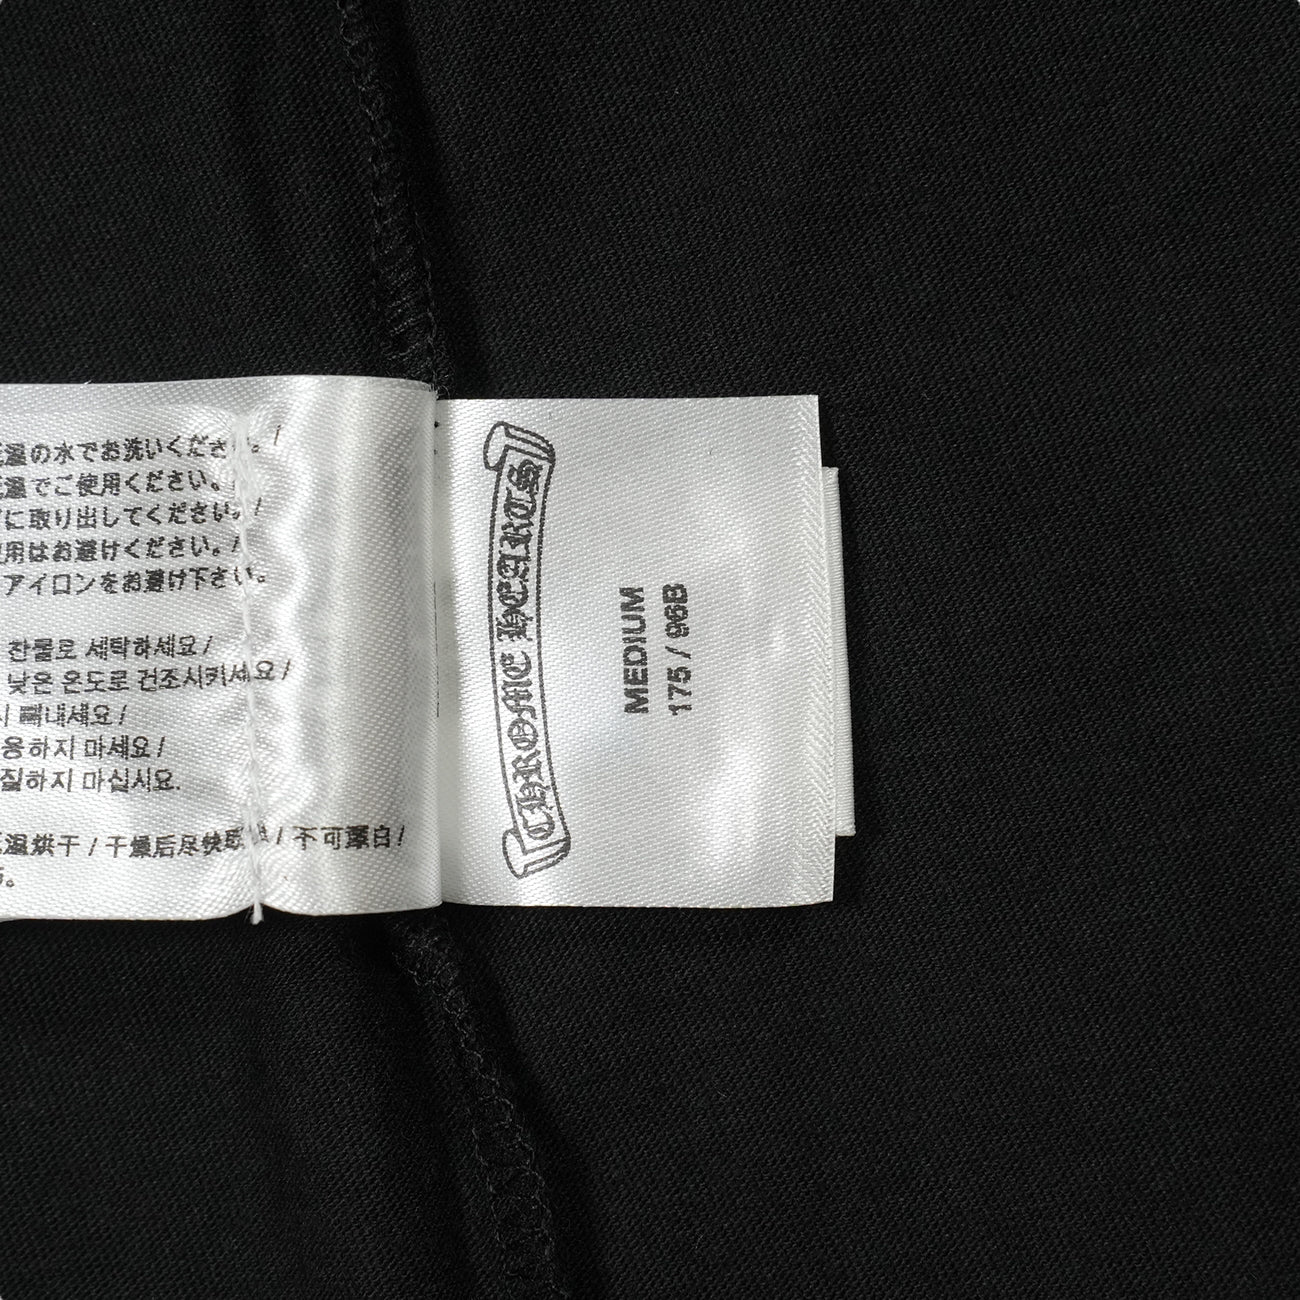 温の水でお洗いください。/
温でご使用ください。/
に取り出してください。/
用はお避けください。/
アイロンをお避け下さい。
찬물로 세탁하세요 /
낮은 온도로 건조시키세요 /
빼내세요 /
용하지 마세요 /
질하지 마십시오.
温烘干 / 干燥后尽快取出 / 不可漂白 /
CHROME HEARTS
MEDIUM
175 / 96B